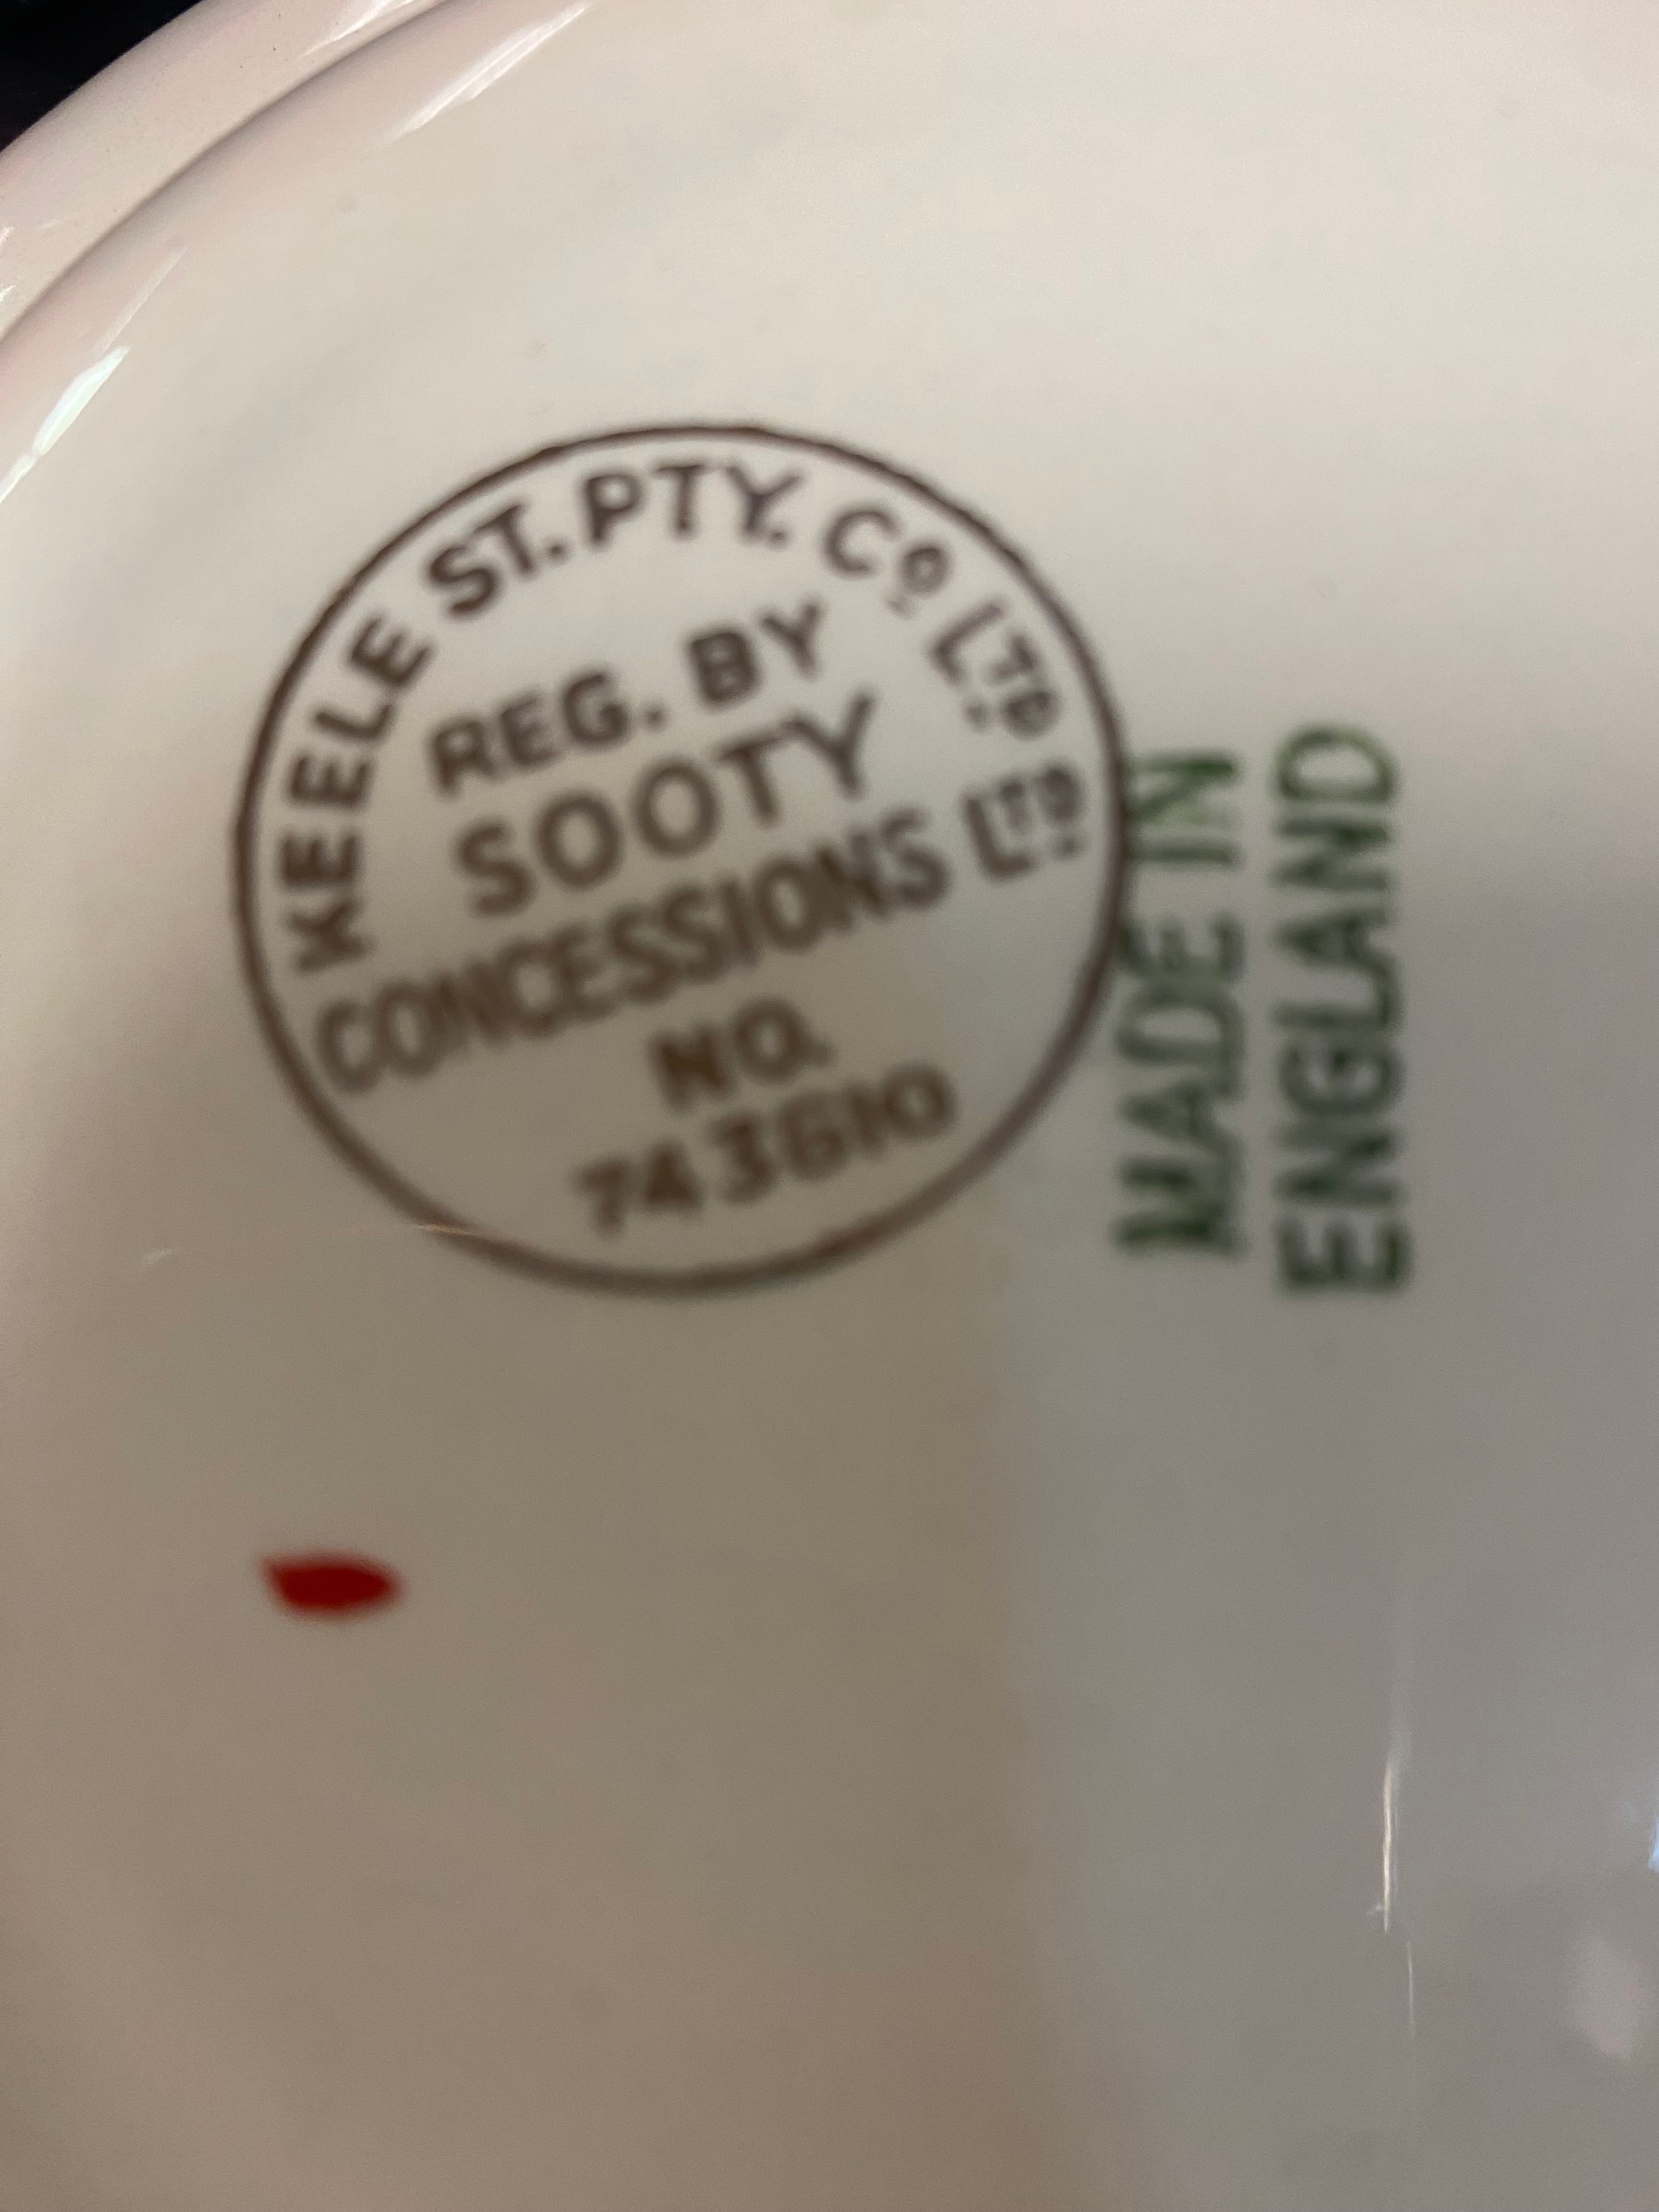 KEELE ST. PTY. Co LTD
REG. BY
SOOTY
CONCESSIONS LTD
NO.
743610
MADE IN
ENGLAND